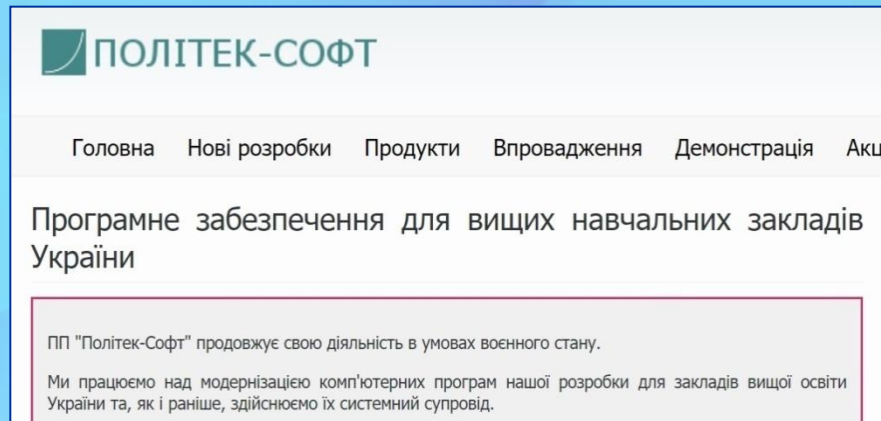 ПОЛІТЕК-СОФТ
Головна Нові розробки Продукти Впровадження Демонстрація Акц
Програмне забезпечення для вищих навчальних закладів
України
ПП "Політек-Софт" продовжує свою діяльність в умовах воєнного стану.
Ми працюємо над модернізацією комп'ютерних програм нашої розробки для закладів вищої освіти
України та, як і раніше, здійснюємо їх системний супровід.